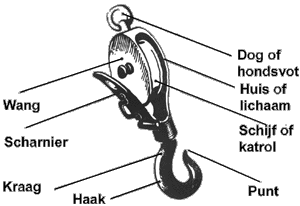 Dog of
hondsvot
Huis of
lichaam
Wang
Schijf of
katrol
Scharnier
Kraag
Haak
Punt